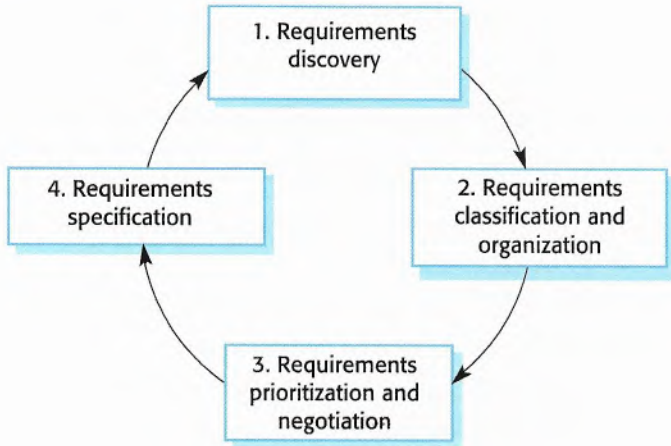 1. Requirements
discovery
2. Requirements
classification and
organization
3. Requirements
prioritization and
negotiation
4. Requirements
specification